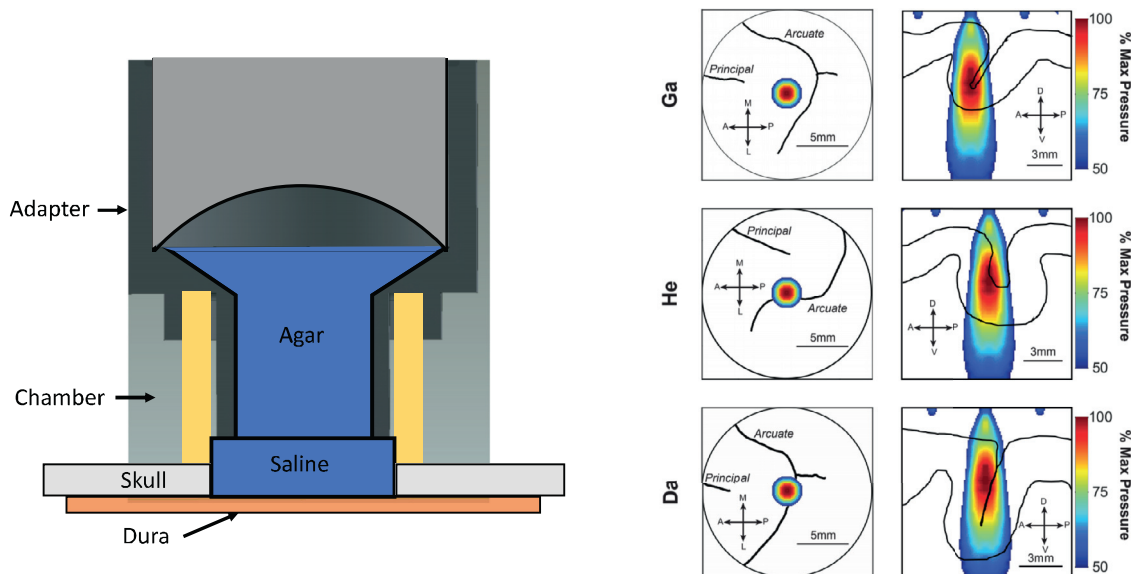 Adapter
Agar
Chamber
Saline
Skull
Dura
Ga
Arcuate
Principal
M
A P
L
5mm
D
A P
V
3mm
100
75
50
% Max Pressure
He
Principal
M
A P
L
Arcuate
5mm
D
A P
V
3mm
100
75
50
% Max Pressure
Da
Arcuate
Principal
M
A P
L
5mm
D
A P
V
3mm
100
75
50
% Max Pressure